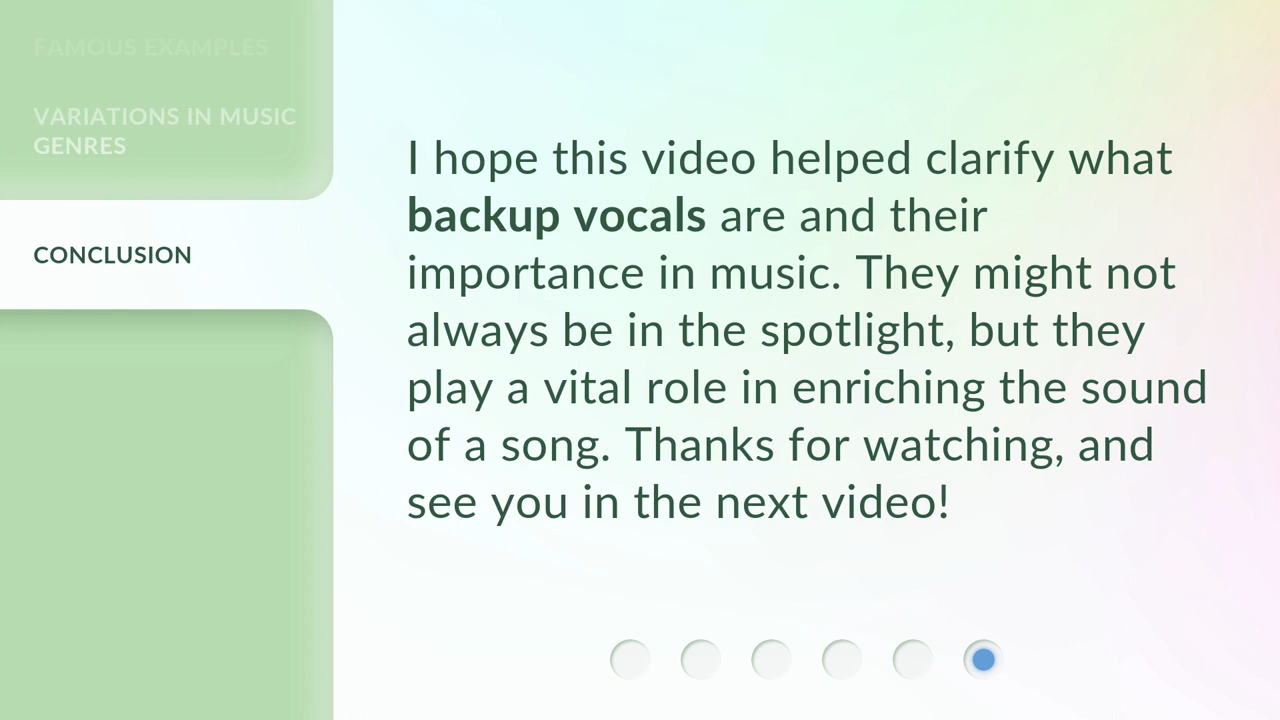 FAMOUS EXAMPLES
VARIATIONS IN MUSIC
GENRES
CONCLUSION
I hope this video helped clarify what
backup vocals are and their
importance in music. They might not
always be in the spotlight, but they
play a vital role in enriching the sound
of a song. Thanks for watching, and
see you in the next video!